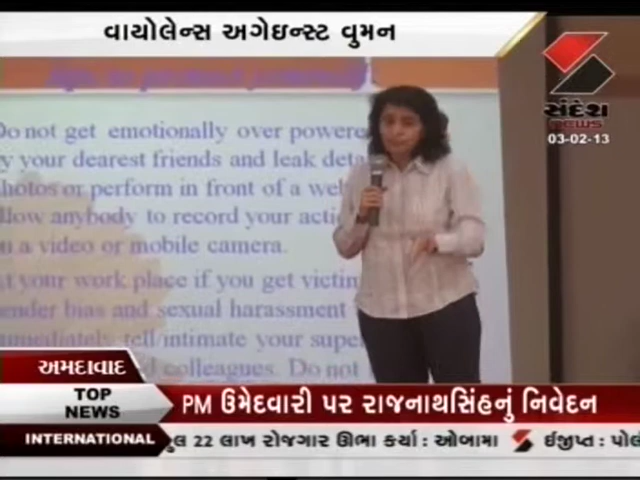 વાયોલેન્સ અગેઇન્સ્ટ વુમન
સંદેશ
NEWS
03-02-13
Do not get emotionally over powere
y your dearest friends and leak deta
hotos or perform in front of a we
llow anybody to record your acti
n a video or mobile camera.
t your work place if you get victim
ender bias and sexual harassment
mmediately tell/intimate your supe
colleagues. Do not
અમદાવાદ
TOP
NEWS
PM ઉમેદવારી પર રાજનાથસિંહનું નિવેદન
INTERNATIONAL
22 લાખ રોજગાર ઊભા કર્યા : ઓબામા ઈજીપ્ત : પોલી